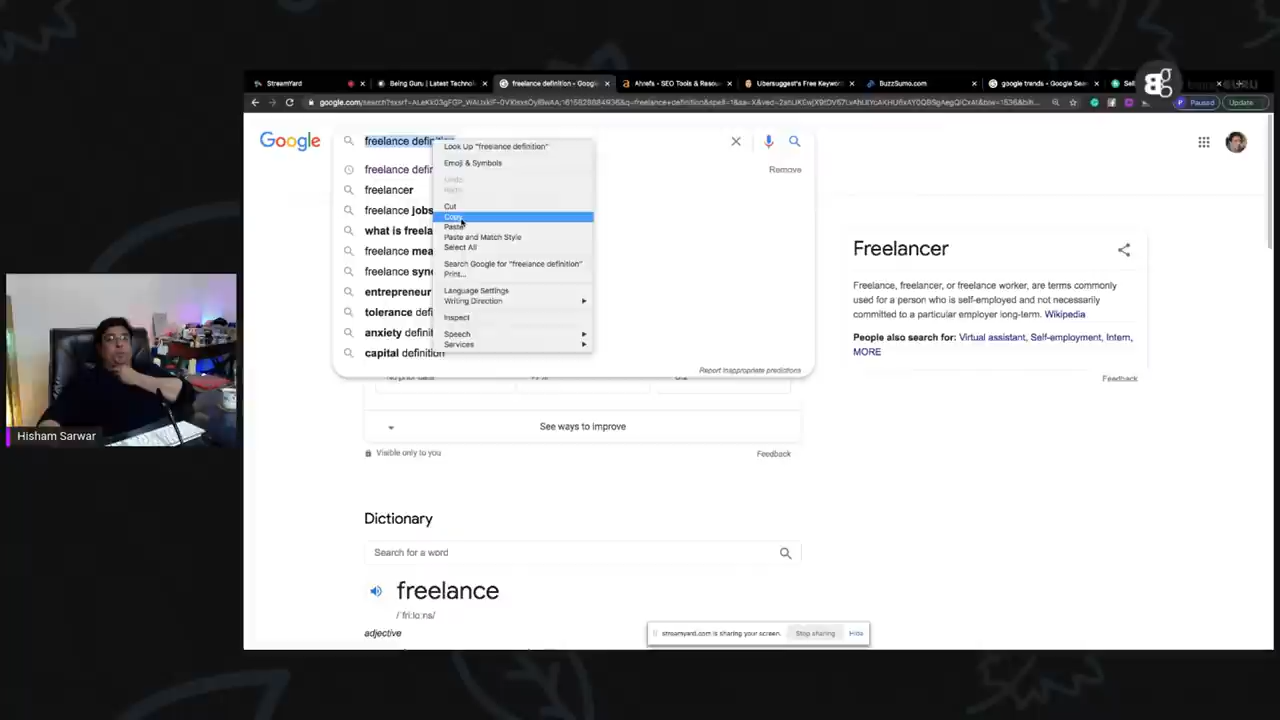 StreamYard
Being Guru | Latest Technol
freelance definition - Google
Ahrefs - SEO Tools & Resou
Ubersuggest's Free Keyword
BuzzSumo.com
google trends - Google Sea
Paused
Update
Google
freelance definition
Remove
freelancer
freelance jobs
what is freela
freelance mea
freelance syno
entrepreneur
tolerance defi
anxiety definit
capital definition
Look Up "freelance definition"
Emoji & Symbols
Undo
Redo
Cut
Copy
Paste
Paste and Match Style
Select All
Search Google for "freelance definition"
Print...
Language Settings
Writing Direction
Inspect
Speech
Services
Report inappropriate predictions
See ways to improve
Visible only to you
Feedback
Dictionary
Search for a word
freelance
adjective
Freelancer
Freelance, freelancer, or freelance worker, are terms commonly
used for a person who is self-employed and not necessarily
committed to a particular employer long-term. Wikipedia
People also search for: Virtual assistant, Self-employment, Intern,
MORE
Feedback
streamyard.com is sharing your screen.
Stop sharing
Hide
Hisham Sarwar